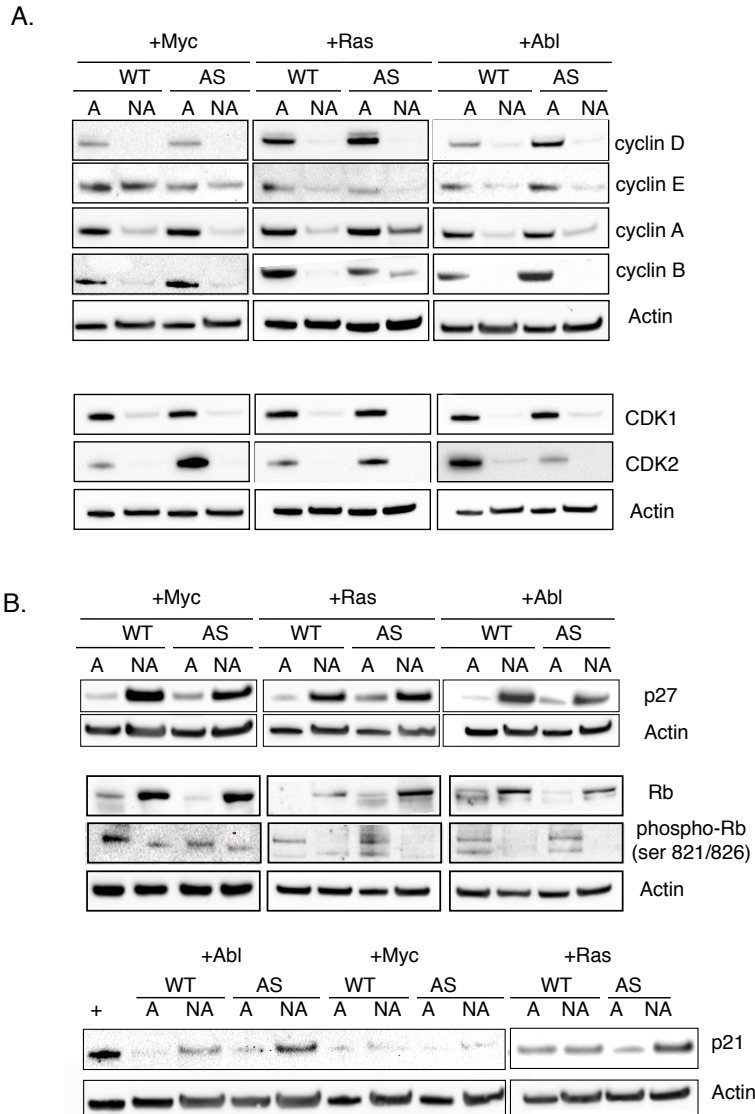 A.
+Myc +Ras +Abl
WT AS WT AS WT AS
A NA A NA A NA A NA A NA A NA
cyclin D
cyclin E
cyclin A
cyclin B
Actin
CDK1
CDK2
Actin
B.
+Myc +Ras +Abl
WT AS WT AS WT AS
A NA A NA A NA A NA A NA A NA
p27
Actin
Rb
phospho-Rb
(ser 821/826)
Actin
+Abl +Myc +Ras
WT AS WT AS WT AS
+ A NA A NA A NA A NA A NA A NA
p21
Actin